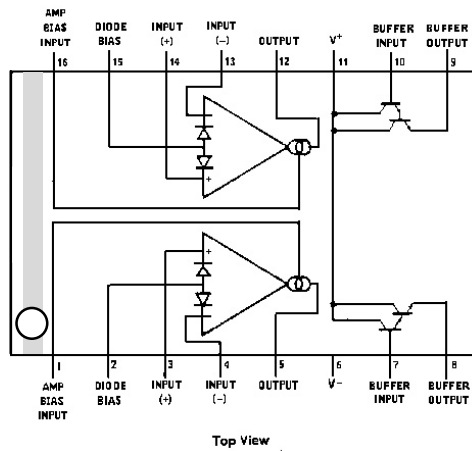 AMP
BIAS
INPUT
DIODE
BIAS
INPUT
(+)
INPUT
(−)
OUTPUT
V+
BUFFER
INPUT
BUFFER
OUTPUT
16 15 14 13 12 11 10 9
−
+
+
−
1 2 3 4 5 6 7 8
AMP
BIAS
INPUT
DIODE
BIAS
INPUT
(+)
INPUT
(−)
OUTPUT
V−
BUFFER
INPUT
BUFFER
OUTPUT
Top View